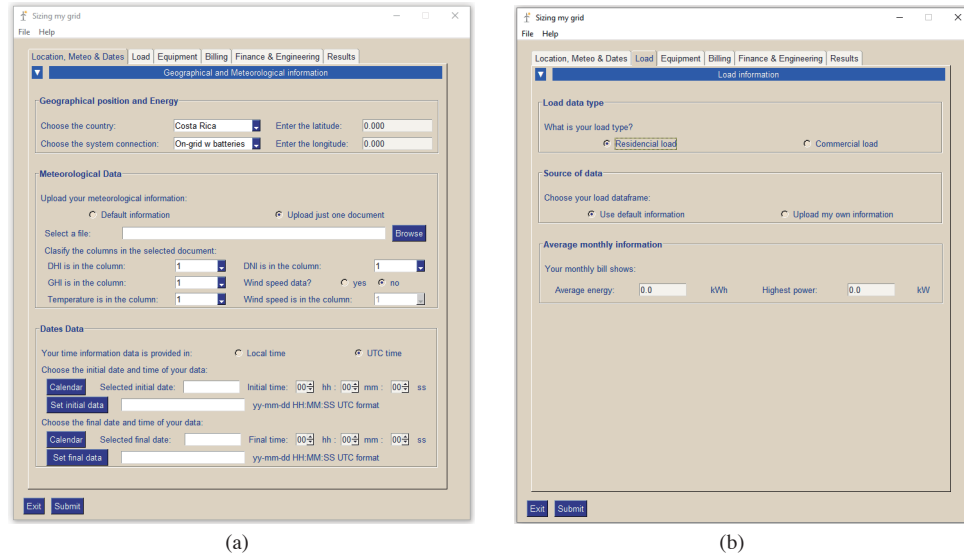 Sizing my grid
File Help
Location, Meteo & Dates Load Equipment Billing Finance & Engineering Results
Geographical and Meteorological information
Geographical position and Energy
Choose the country: Costa Rica Enter the latitude: 0.000
Choose the system connection: On-grid w batteries Enter the longitude: 0.000
Meteorological Data
Upload your meteorological information:
Default information Upload just one document
Select a file: Browse
Clasify the columns in the selected document:
DHI is in the column: 1 DNI is in the column: 1
GHI is in the column: 1 Wind speed data? yes no
Temperature is in the column: 1 Wind speed is in the column: 1
Dates Data
Your time information data is provided in: Local time UTC time
Choose the initial date and time of your data:
Calendar Selected initial date: Initial time: 00 hh : 00 mm : 00 ss
Set initial data yy-mm-dd HH:MM:SS UTC format
Choose the final date and time of your data:
Calendar Selected final date: Final time: 00 hh : 00 mm : 00 ss
Set final data yy-mm-dd HH:MM:SS UTC format
Exit Submit
(a)
Sizing my grid
File Help
Location, Meteo & Dates Load Equipment Billing Finance & Engineering Results
Load information
Load data type
What is your load type?
Residencial load Commercial load
Source of data
Choose your load dataframe:
Use default information Upload my own information
Average monthly information
Your monthly bill shows:
Average energy: 0.0 kWh Highest power: 0.0 kW
Exit Submit
(b)